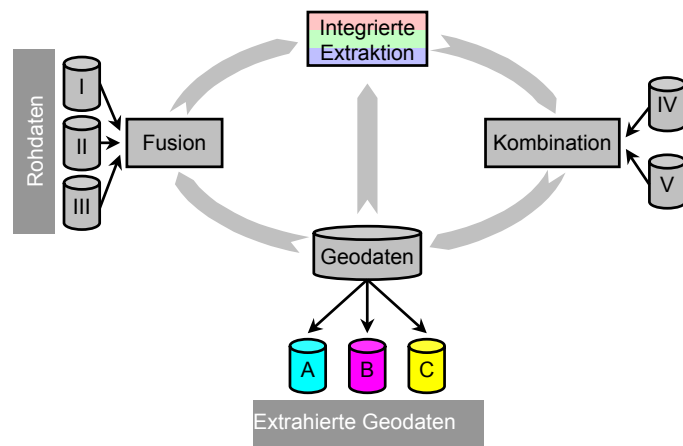 Integrierte
Extraktion
Rohdaten
I
II
III
Fusion
Kombination
IV
V
Geodaten
A
B
C
Extrahierte Geodaten